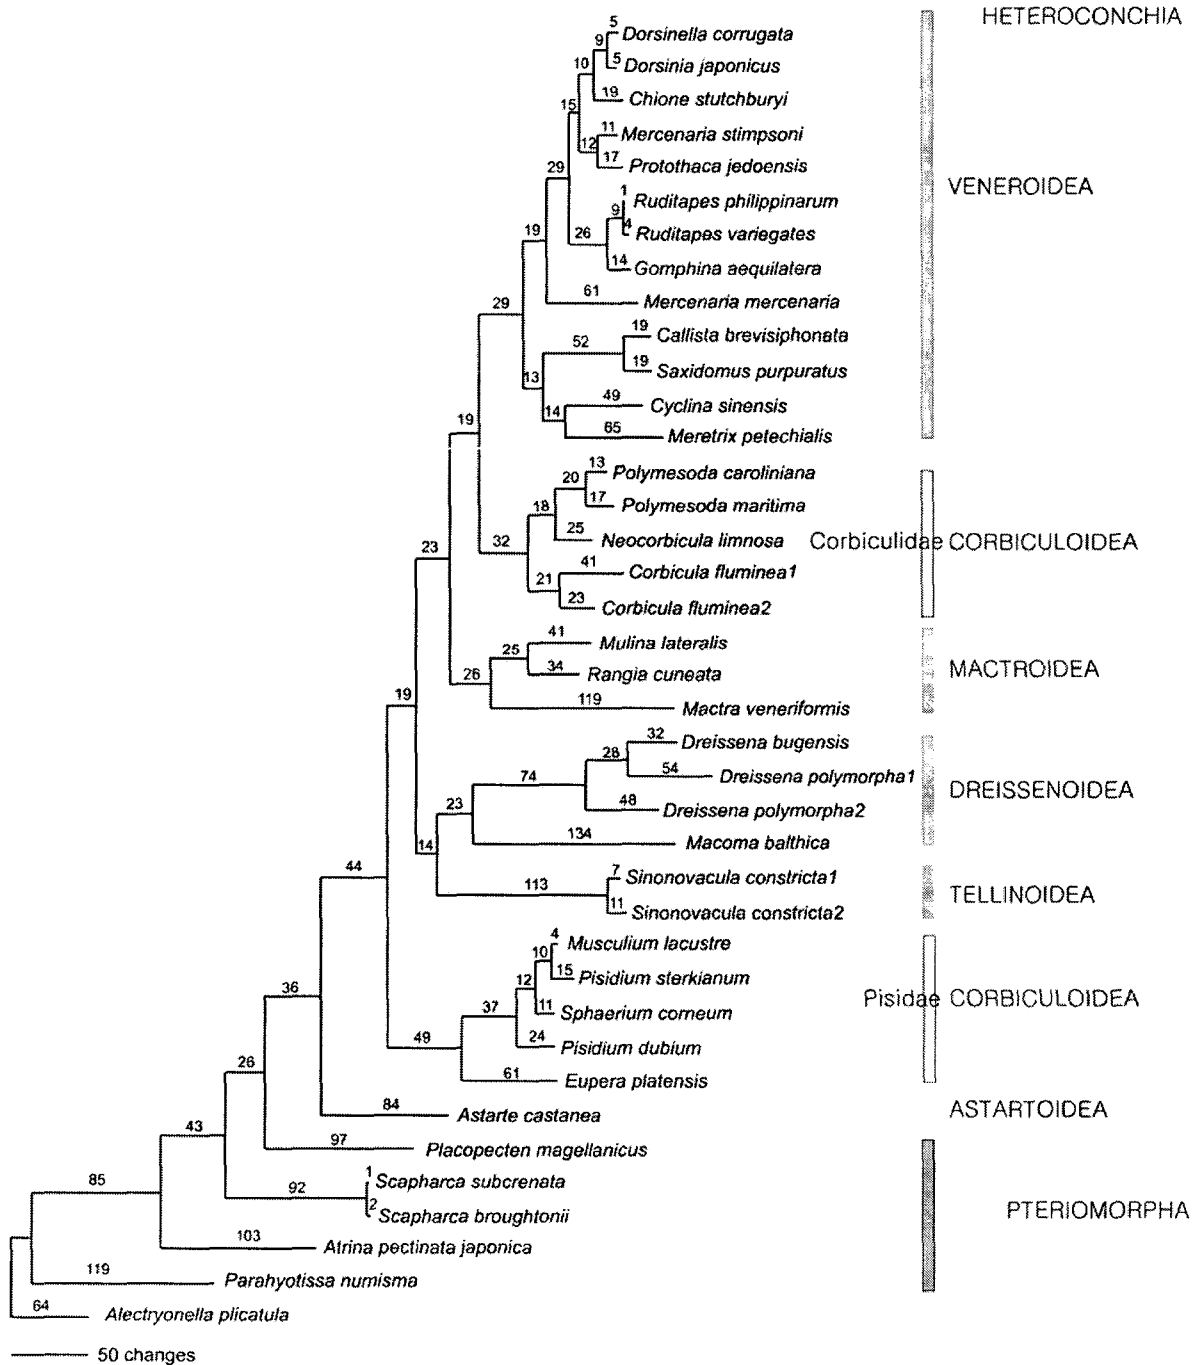 HETEROCONCHIA
5
Dorsinella corrugata
9
5
Dorsinia japonicus
10
19
Chione stutchburyi
15
11
Mercenaria stimpsoni
12
17
Protothaca jedoensis
29
VENEROIDEA
1
Ruditapes philippinarum
9
4
Ruditapes variegates
26
14
Gomphina aequilatera
19
61
Mercenaria mercenaria
29
19
Callista brevisiphonata
52
19
Saxidomus purpuratus
13
49
Cyclina sinensis
14
65
Meretrix petechialis
19
13
Polymesoda caroliniana
20
17
Polymesoda maritima
18
25
Neocorbicula limnosa
Corbiculidae CORBICULOIDEA
32
23
41
Corbicula fluminea1
21
23
Corbicula fluminea2
41
Mulina lateralis
25
34
Rangia cuneata
MACTROIDEA
26
19
119
Mactra veneriformis
32
Dreissena bugensis
28
54
Dreissena polymorpha1
74
DREISSENOIDEA
48
Dreissena polymorpha2
23
134
Macoma balthica
14
44
7
Sinonovacula constricta1
113
TELLINOIDEA
11
Sinonovacula constricta2
4
Musculium lacustre
10
15
Pisidium sterkianum
12
36
Pisidae CORBICULOIDEA
11
Sphaerium corneum
37
24
Pisidium dubium
49
61
Eupera platensis
26
84
Astarte castanea
ASTARTOIDEA
43
97
Placopecten magellanicus
85
1
Scapharca subcrenata
92
2
Scapharca broughtonii
PTERIOMORPHA
103
Atrina pectinata japonica
119
Parahyotissa numisma
64
Alectryonella plicatula
50 changes